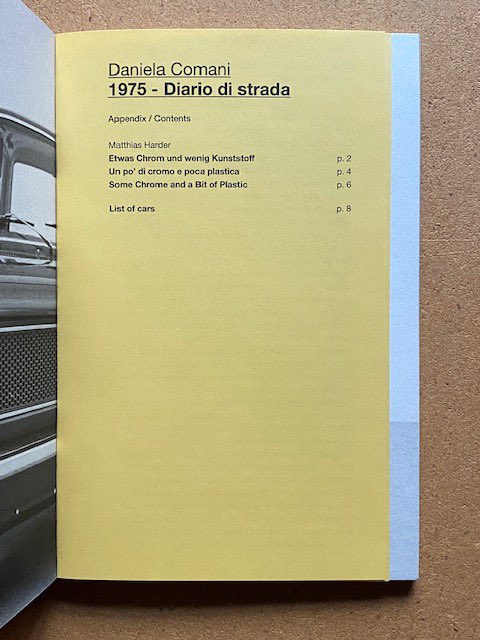 Daniela Comani
1975 - Diario di strada
Appendix / Contents
Matthias Harder
Etwas Chrom und wenig Kunststoff p. 2
Un po' di cromo e poca plastica p. 4
Some Chrome and a Bit of Plastic p. 6
List of cars p. 8